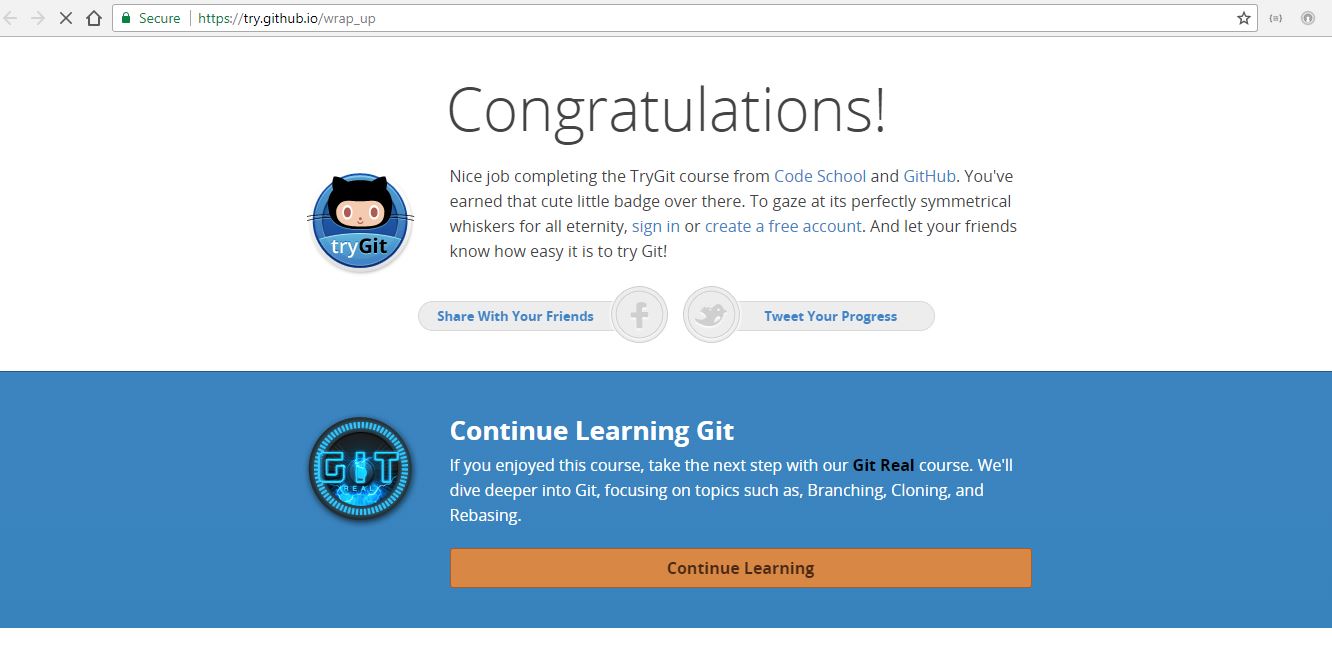 Secure https://try.github.io/wrap_up
Congratulations!
Nice job completing the TryGit course from Code School and GitHub. You've
earned that cute little badge over there. To gaze at its perfectly symmetrical
whiskers for all eternity, sign in or create a free account. And let your friends
know how easy it is to try Git!
tryGit
Share With Your Friends
Tweet Your Progress
Continue Learning Git
If you enjoyed this course, take the next step with our Git Real course. We'll
dive deeper into Git, focusing on topics such as, Branching, Cloning, and
Rebasing.
GIT
REAL
Continue Learning